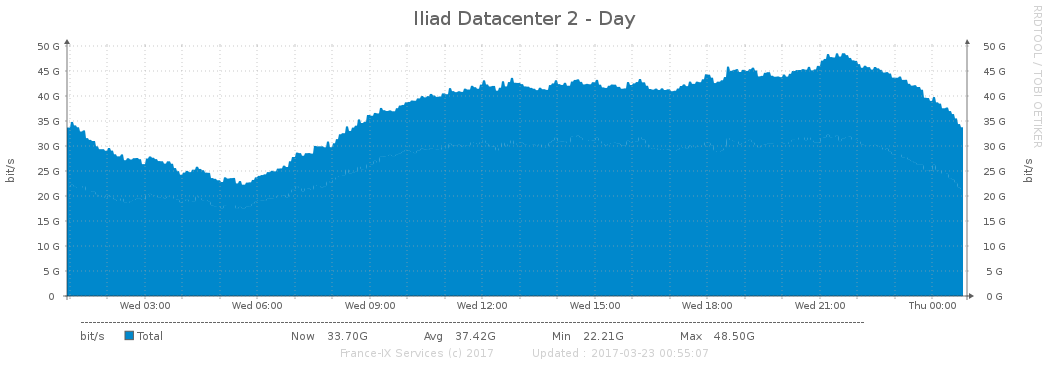 Iliad Datacenter 2 - Day
RRDTOOL / TOBI OETIKER
bit/s
50 G 50 G
45 G 45 G
40 G 40 G
35 G 35 G
30 G 30 G
25 G 25 G
20 G 20 G
15 G 15 G
10 G 10 G
5 G 5 G
0 0 G
bit/s
Wed 03:00 Wed 06:00 Wed 09:00 Wed 12:00 Wed 15:00 Wed 18:00 Wed 21:00 Thu 00:00
bit/s Total Now 33.70G Avg 37.42G Min 22.21G Max 48.50G
France-IX Services (c) 2017 Updated : 2017-03-23 00:55:07